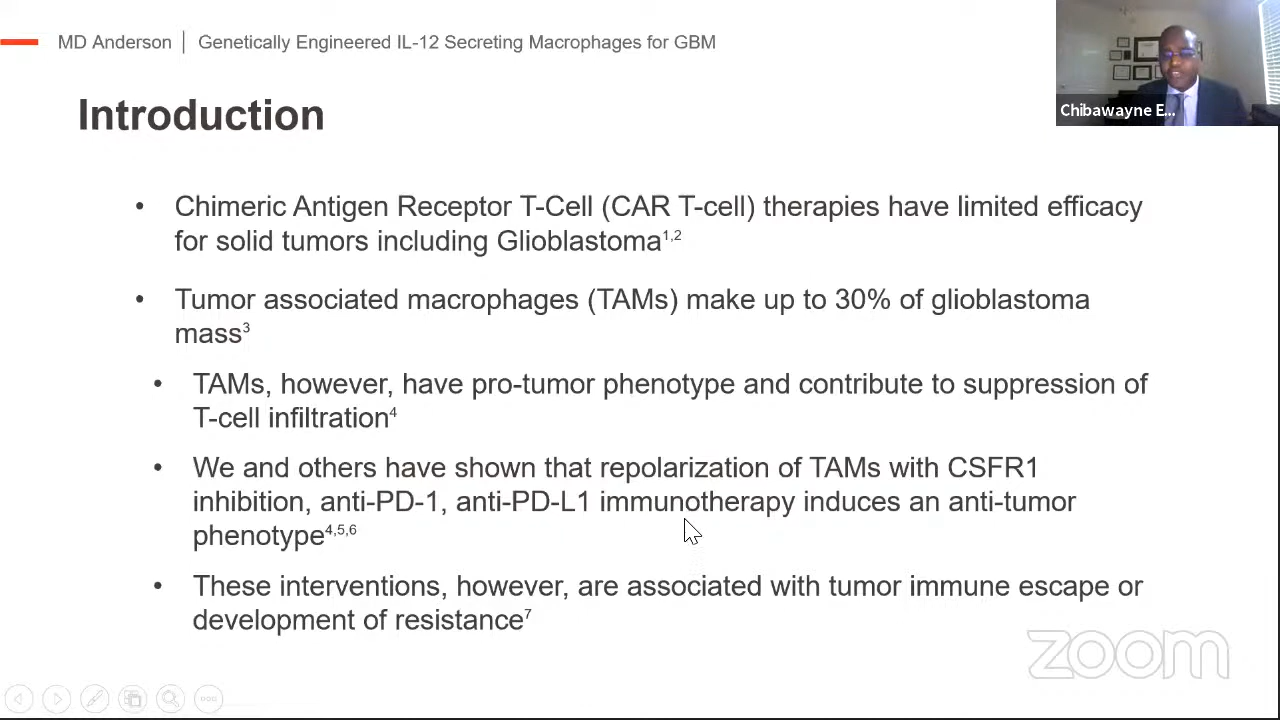 MD Anderson | Genetically Engineered IL-12 Secreting Macrophages for GBM
Chibawayne E...
Introduction
• Chimeric Antigen Receptor T-Cell (CAR T-cell) therapies have limited efficacy
for solid tumors including Glioblastoma1,2
• Tumor associated macrophages (TAMs) make up to 30% of glioblastoma
mass3
• TAMs, however, have pro-tumor phenotype and contribute to suppression of
T-cell infiltration4
• We and others have shown that repolarization of TAMs with CSFR1
inhibition, anti-PD-1, anti-PD-L1 immunotherapy induces an anti-tumor
phenotype4,5,6
• These interventions, however, are associated with tumor immune escape or
development of resistance7
zoom